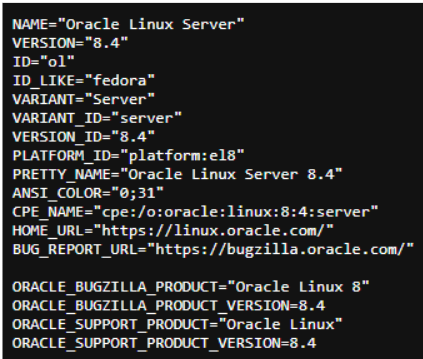 NAME="Oracle Linux Server"
VERSION="8.4"
ID="ol"
ID_LIKE="fedora"
VARIANT="Server"
VARIANT_ID="server"
VERSION_ID="8.4"
PLATFORM_ID="platform:el8"
PRETTY_NAME="Oracle Linux Server 8.4"
ANSI_COLOR="0;31"
CPE_NAME="cpe:/o:oracle:linux:8:4:server"
HOME_URL="https://linux.oracle.com/"
BUG_REPORT_URL="https://bugzilla.oracle.com/"
ORACLE_BUGZILLA_PRODUCT="Oracle Linux 8"
ORACLE_BUGZILLA_PRODUCT_VERSION=8.4
ORACLE_SUPPORT_PRODUCT="Oracle Linux"
ORACLE_SUPPORT_PRODUCT_VERSION=8.4